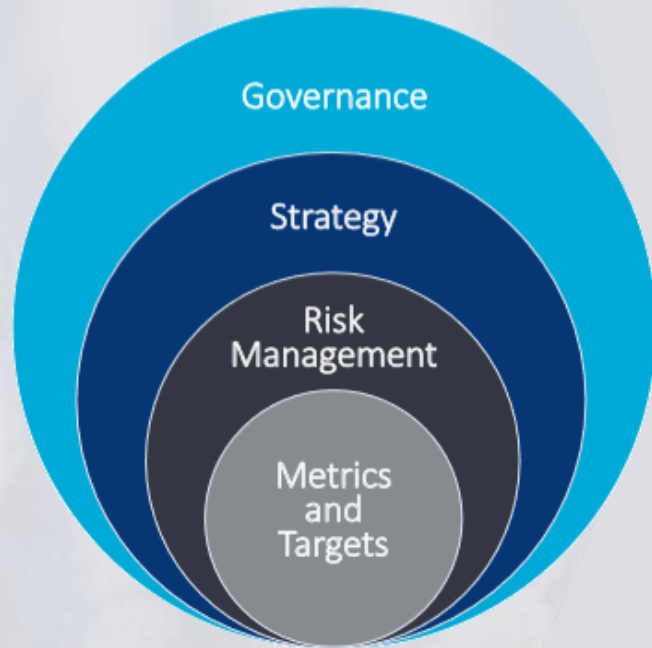 Governance
Strategy
Risk
Management
Metrics
and
Targets